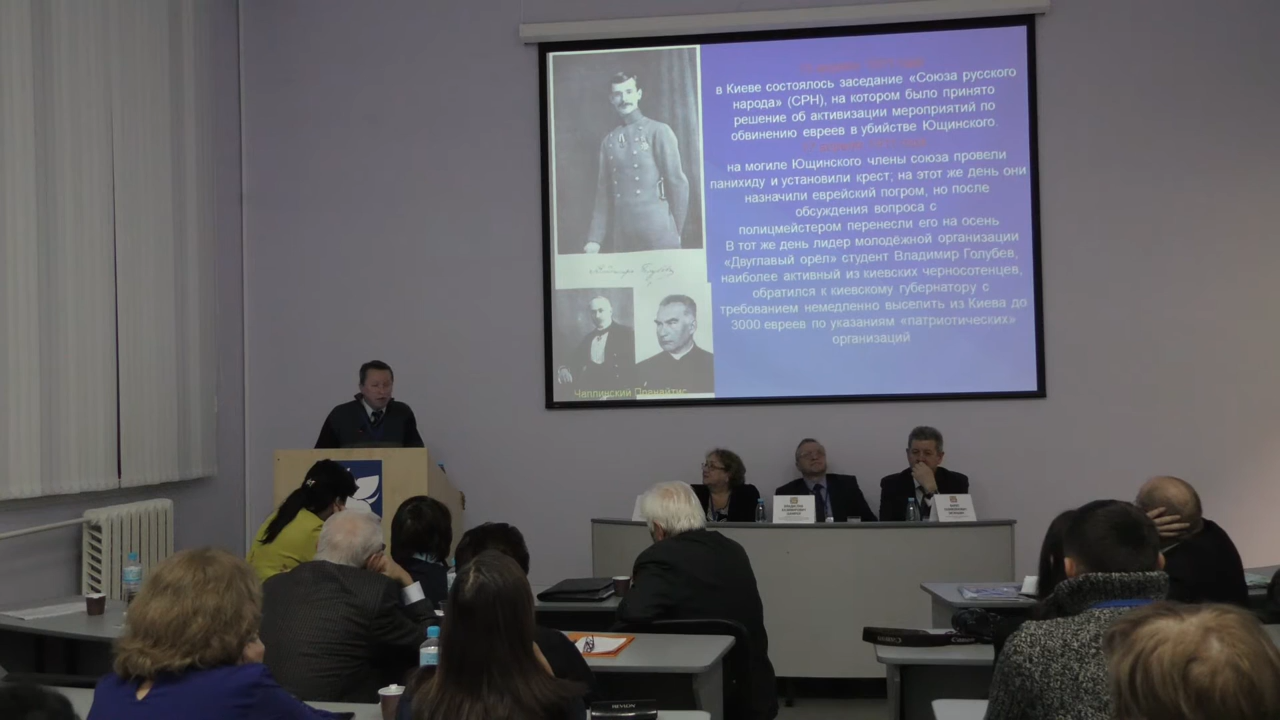 в Киеве состоялось заседание «Союза русского
народа» (СРН), на котором было принято
решение об активизации мероприятий по
обвинению евреев в убийстве Ющинского.
на могиле Ющинского члены союза провели
панихиду и установили крест; на этот же день они
назначили еврейский погром, но после
обсуждения вопроса с
полицмейстером перенесли его на осень
В тот же день лидер молодёжной организации
«Двуглавый орёл» студент Владимир Голубев,
наиболее активный из киевских черносотенцев,
обратился к киевскому губернатору с
требованием немедленно выселить из Киева до
3000 евреев по указаниям «патриотических»
организаций
Чаплинский Пранайтис
Canon
REVLON